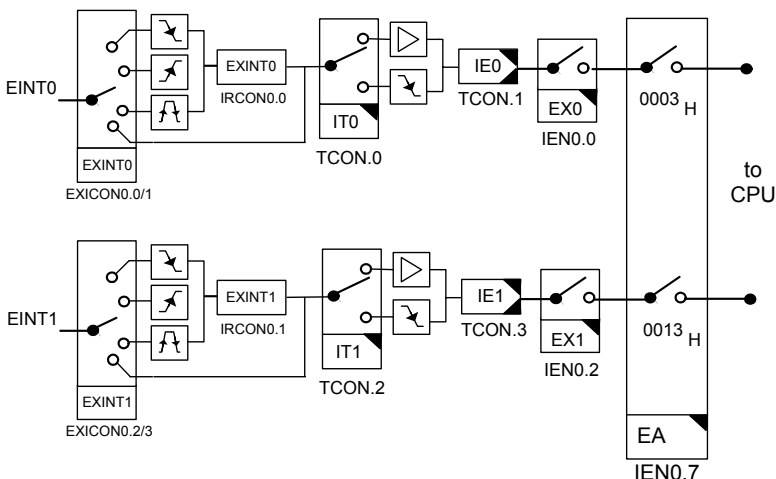 EINT0
EXINT0
EXICON0.0/1
EXINT0
IRCON0.0
IT0
TCON.0
IE0
TCON.1
EX0
IEN0.0
0003 H
to
CPU
EINT1
EXINT1
EXICON0.2/3
EXINT1
IRCON0.1
IT1
TCON.2
IE1
TCON.3
EX1
IEN0.2
0013 H
EA
IEN0.7